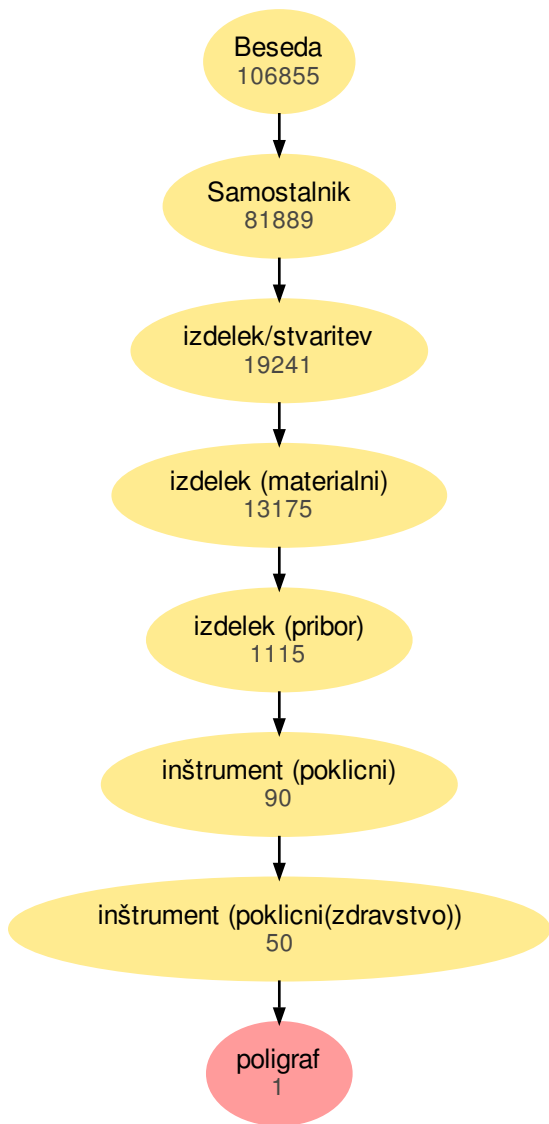 Beseda
106855
Samostalnik
81889
izdelek/stvaritev
19241
izdelek (materialni)
13175
izdelek (pribor)
1115
inštrument (poklicni)
90
inštrument (poklicni(zdravstvo))
50
poligraf
1